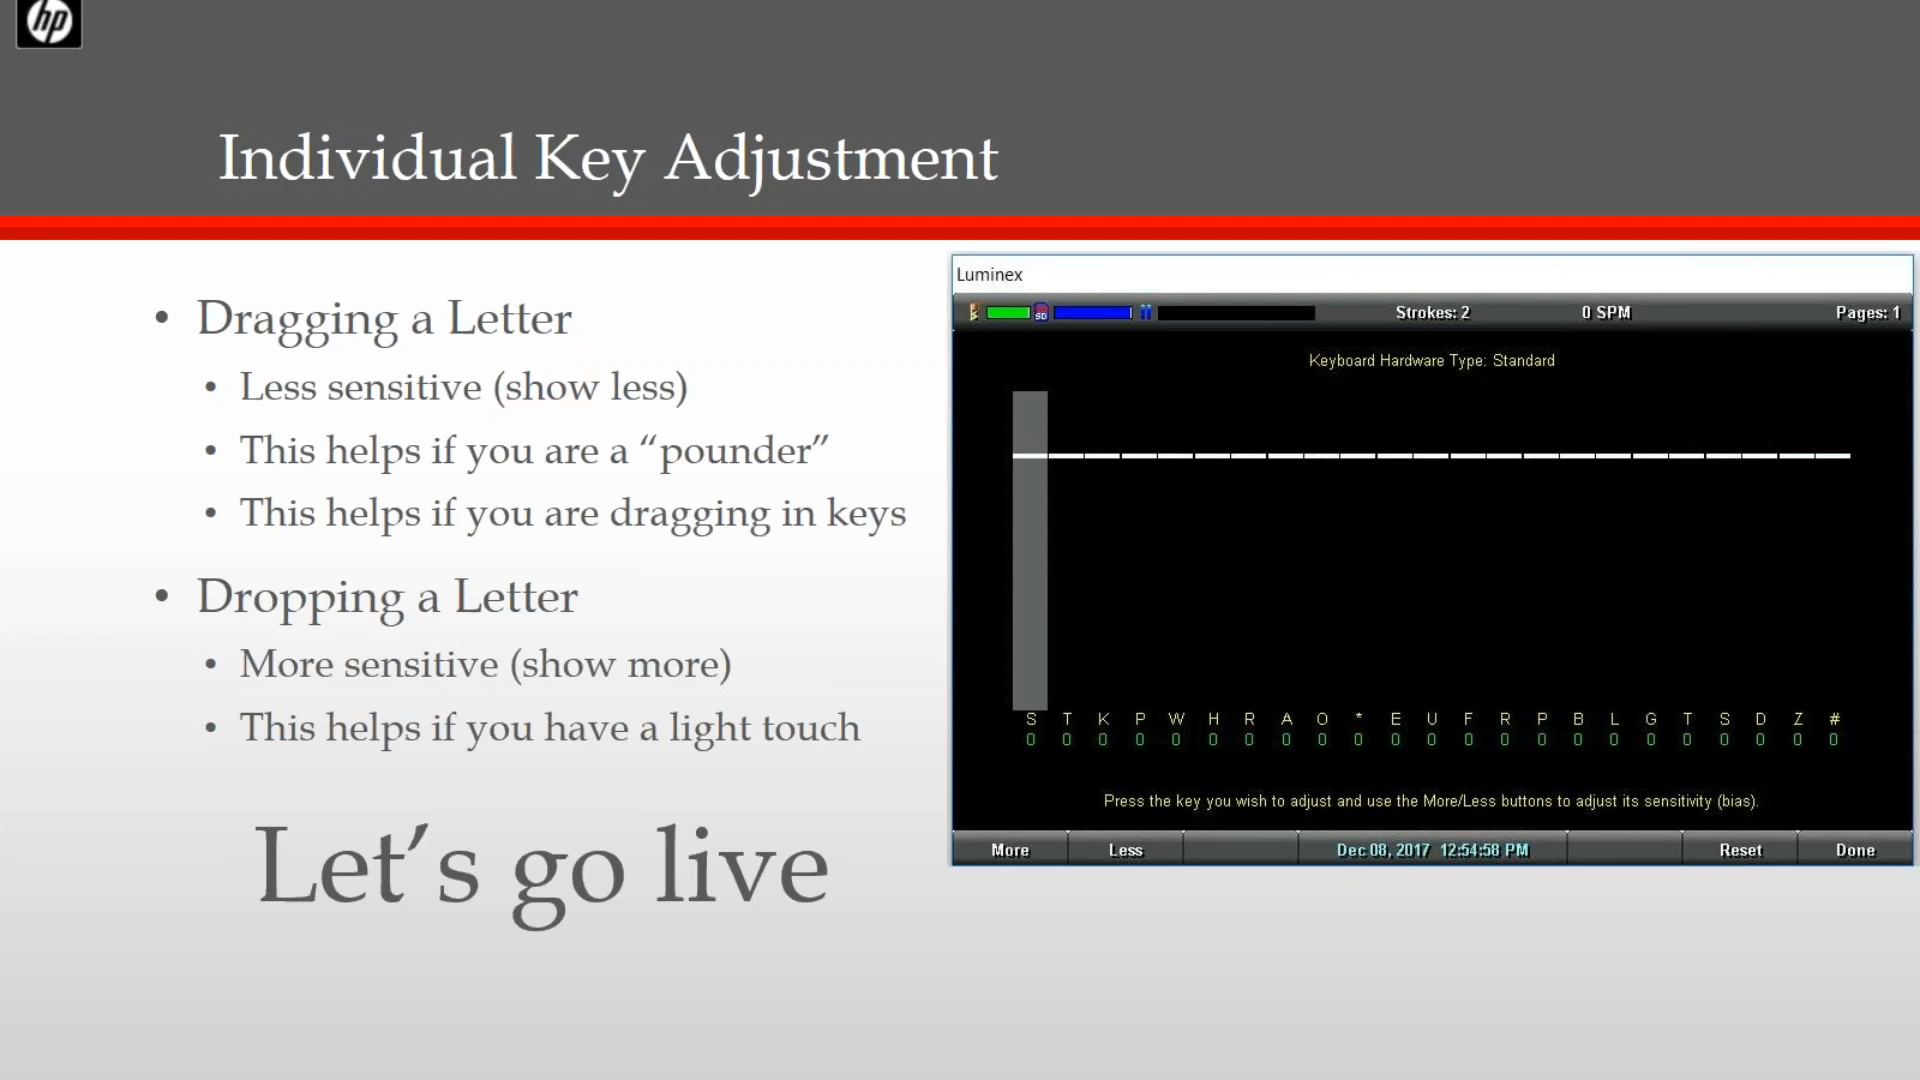 hp
Individual Key Adjustment
• Dragging a Letter
• Less sensitive (show less)
• This helps if you are a “pounder”
• This helps if you are dragging in keys
• Dropping a Letter
• More sensitive (show more)
• This helps if you have a light touch
Let’s go live
Luminex
SD Strokes: 2 0 SPM Pages: 1
Keyboard Hardware Type: Standard
S T K P W H R A O * E U F R P B L G T S D Z #
0 0 0 0 0 0 0 0 0 0 0 0 0 0 0 0 0 0 0 0 0 0 0
Press the key you wish to adjust and use the More/Less buttons to adjust its sensitivity (bias).
More Less Dec 08, 2017 12:54:58 PM Reset Done